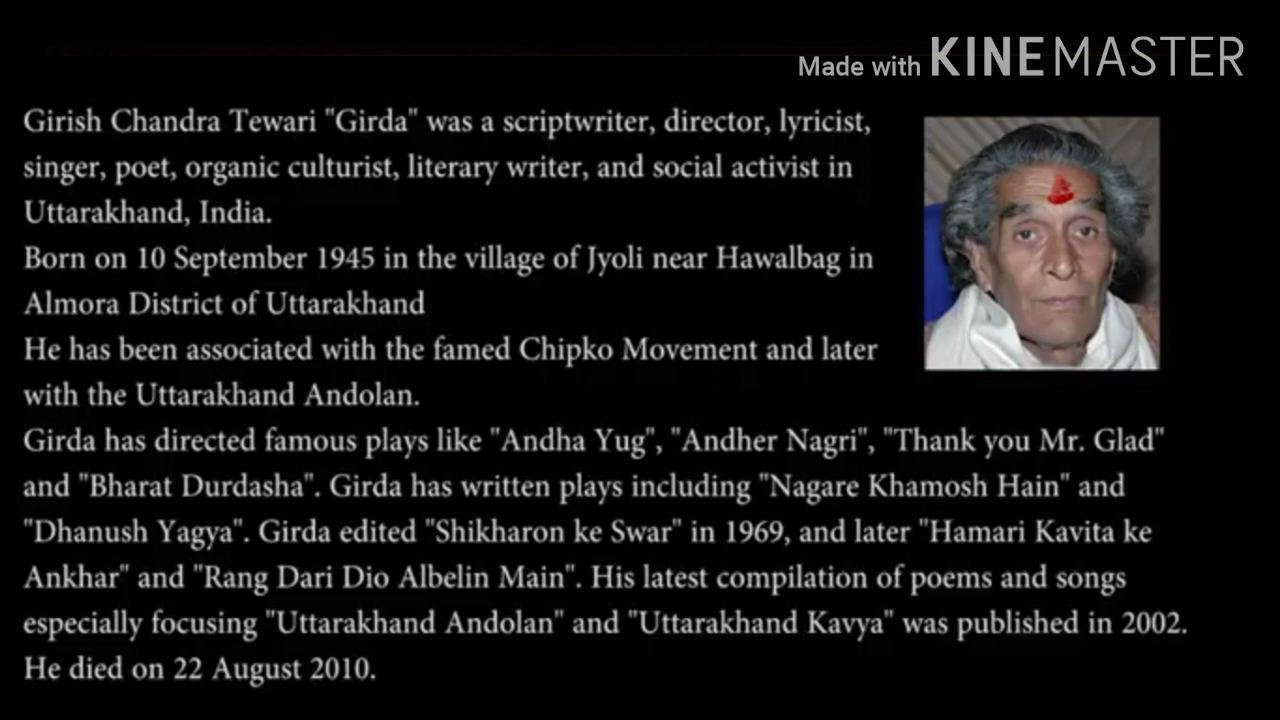 Made with KINEMASTER
Girish Chandra Tewari "Girda" was a scriptwriter, director, lyricist,
singer, poet, organic culturist, literary writer, and social activist in
Uttarakhand, India.
Born on 10 September 1945 in the village of Jyoli near Hawalbag in
Almora District of Uttarakhand
He has been associated with the famed Chipko Movement and later
with the Uttarakhand Andolan.
Girda has directed famous plays like "Andha Yug", "Andher Nagri", "Thank you Mr. Glad"
and "Bharat Durdasha". Girda has written plays including "Nagare Khamosh Hain" and
"Dhanush Yagya". Girda edited "Shikharon ke Swar" in 1969, and later "Hamari Kavita ke
Ankhar" and "Rang Dari Dio Albelin Main". His latest compilation of poems and songs
especially focusing "Uttarakhand Andolan" and "Uttarakhand Kavya" was published in 2002.
He died on 22 August 2010.